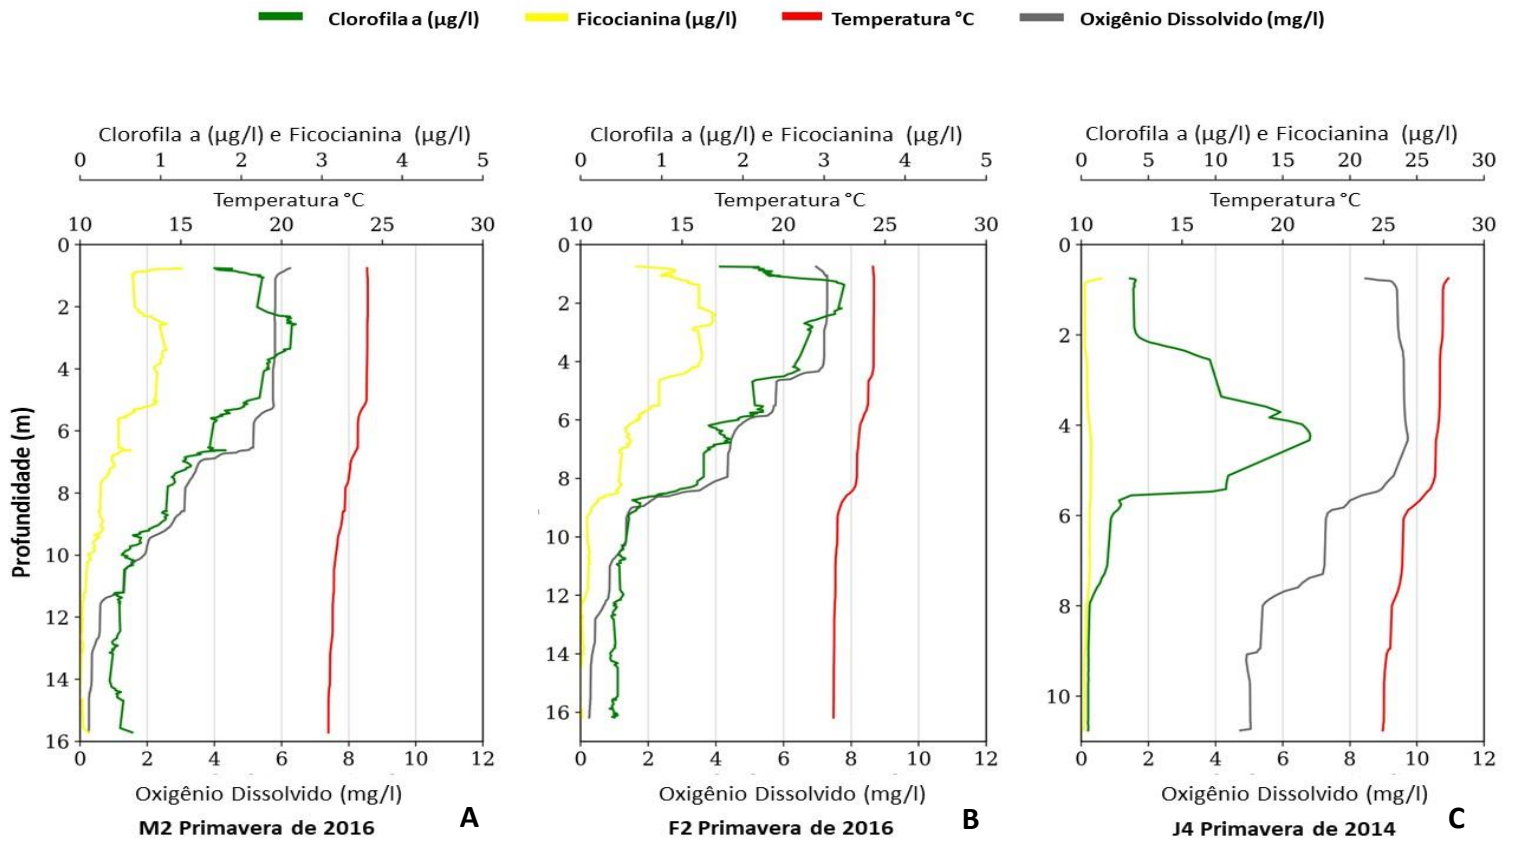 Clorofila a (µg/l) Ficocianina (µg/l) Temperatura °C Oxigênio Dissolvido (mg/l)
Clorofila a (µg/l) e Ficocianina (µg/l) Clorofila a (µg/l) e Ficocianina (µg/l) Clorofila a (µg/l) e Ficocianina (µg/l)
0 1 2 3 4 5 0 1 2 3 4 5 0 5 10 15 20 25 30
Temperatura °C Temperatura °C Temperatura °C
10 15 20 25 30 10 15 20 25 30 10 15 20 25 30
Profundidade (m)
0 0 0
2 2 2
4 4 4
6 6 6
8 8 8
10 10 10
12 12
14 14
16 16
0 2 4 6 8 10 12 0 2 4 6 8 10 12 0 2 4 6 8 10 12
Oxigênio Dissolvido (mg/l) Oxigênio Dissolvido (mg/l) Oxigênio Dissolvido (mg/l)
M2 Primavera de 2016 A F2 Primavera de 2016 B J4 Primavera de 2014 C